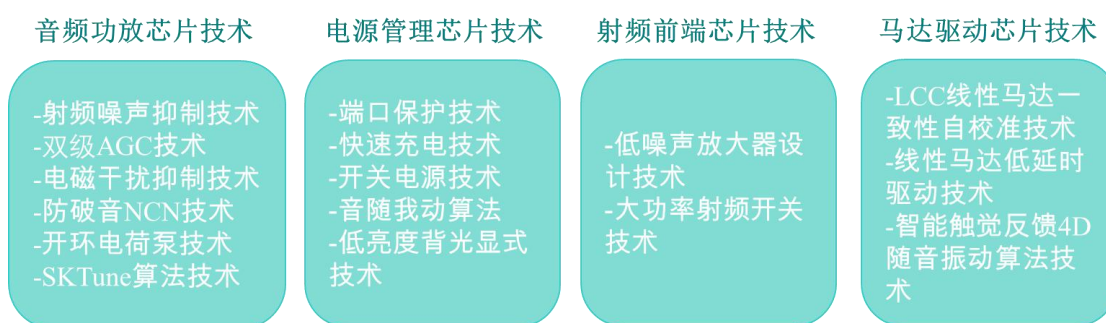 音频功放芯片技术
-射频噪声抑制技术
-双级AGC技术
-电磁干扰抑制技术
-防破音NCN技术
-开环电荷泵技术
-SKTune算法技术
电源管理芯片技术
-端口保护技术
-快速充电技术
-开关电源技术
-音随我动算法
-低亮度背光显式
技术
射频前端芯片技术
-低噪声放大器设
计技术
-大功率射频开关
技术
马达驱动芯片技术
-LCC线性马达一
致性自校准技术
-线性马达低延时
驱动技术
-智能触觉反馈4D
随音振动算法技
术